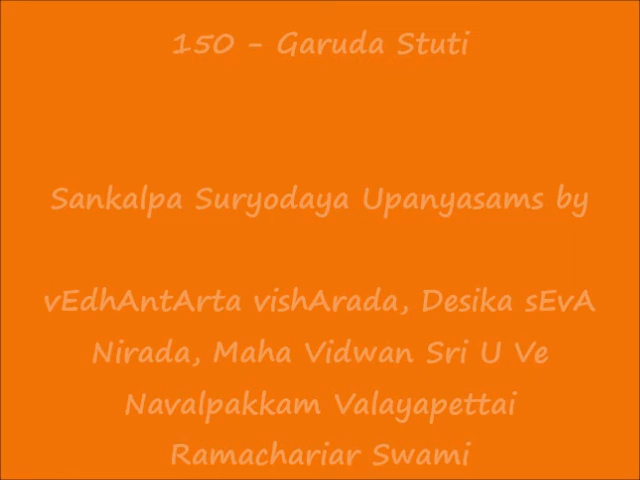 150 - Garuda Stuti
Sankalpa Suryodaya Upanyasams by
vEdhAntArta vishArada, Desika sEvA
Nirada, Maha Vidwan Sri U Ve
Navalpakkam Valayapettai
Ramachariar Swami